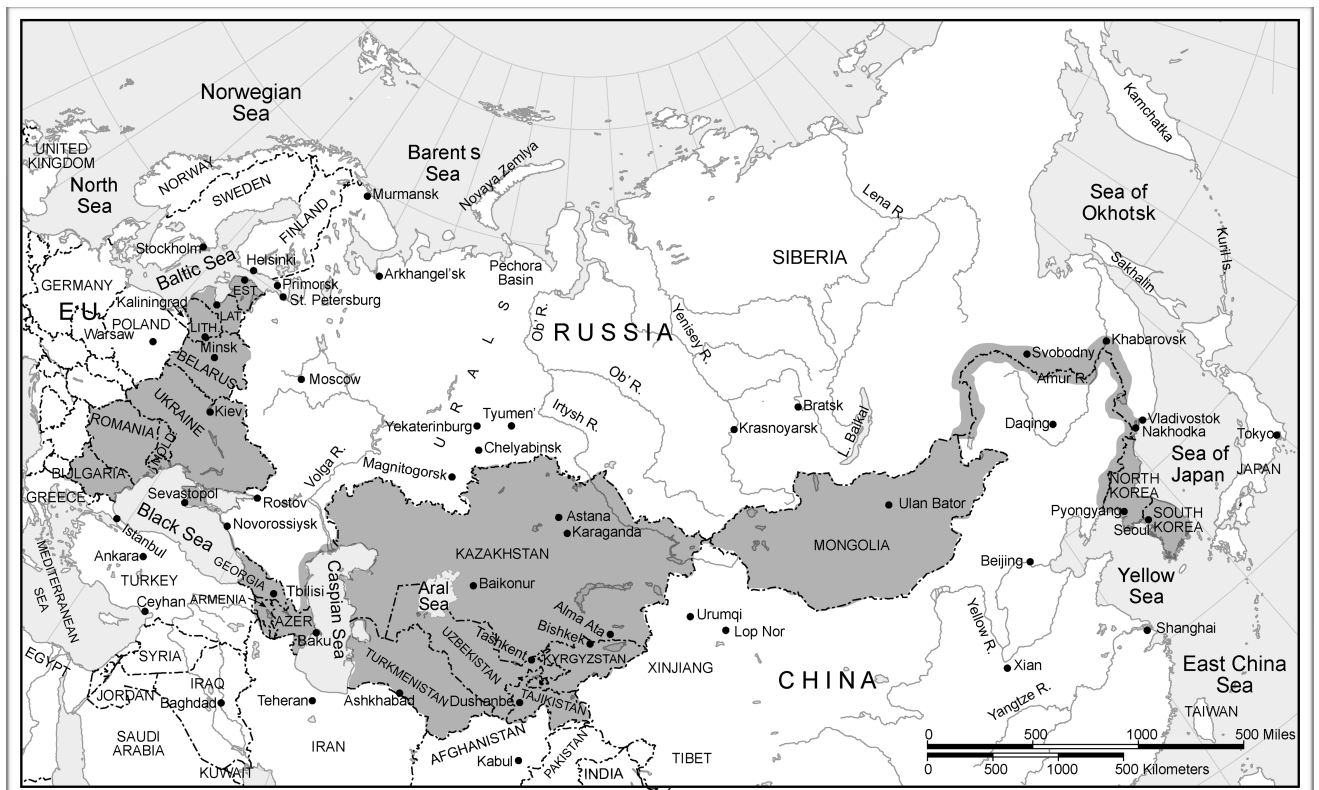 Norwegian
Sea
UNITED
KINGDOM
North
Sea
NORWAY
SWEDEN
FINLAND
Barents
Sea
Novaya Zemlya
Murmansk
Kamchatka
Sea of
Okhotsk
Kuril Is.
Sakhalin
Lena R.
SIBERIA
Stockholm
Baltic Sea
Helsinki
Arkhangel'sk
Pechora
Basin
GERMANY
EU
EST.
Primorsk
St. Petersburg
Kaliningrad
LAT.
POLAND
Warsaw
LITH.
Minsk
BELARUS
Moscow
URALS
Ob' R.
RUSSIA
Yenisey R.
Ob' R.
Irtysh R.
Khabarovsk
Svobodny
Amur R.
UKRAINE
Kiev
ROMANIA
MOLD.
BULGARIA
GREECE
Tyumen'
Yekaterinburg
Chelyabinsk
Magnitogorsk
Volga R.
Bratsk
Krasnoyarsk
L. Baikal
Daqing
Vladivostok
Nakhodka
Sea of
Japan
Tokyo
JAPAN
Sevastopol
Black Sea
Rostov
Novorossiysk
Istanbul
Ankara
TURKEY
Ceyhan
MEDITERRANEAN
SEA
GEORGIA
Tbilisi
ARMENIA
AZER.
Baku
Caspian Sea
Astana
Karaganda
KAZAKHSTAN
Aral
Sea
Baikonur
Alma Ata
Bishkek
Tashkent
UZBEKISTAN
KYRGYZSTAN
TURKMENISTAN
Ashkhabad
Dushanbe
TAJIKISTAN
Ulan Bator
MONGOLIA
NORTH
KOREA
Pyongyang
Seoul
SOUTH
KOREA
Beijing
Yellow
Sea
Urumqi
Lop Nor
XINJIANG
CHINA
Yellow R.
Xian
Yangtze R.
Shanghai
East China
Sea
TAIWAN
EGYPT
SYRIA
JORDAN
IRAQ
Baghdad
SAUDI
ARABIA
KUWAIT
Teheran
IRAN
AFGHANISTAN
Kabul
PAKISTAN
INDIA
TIBET
0 500 1000 500 Miles
0 500 1000 500 Kilometers